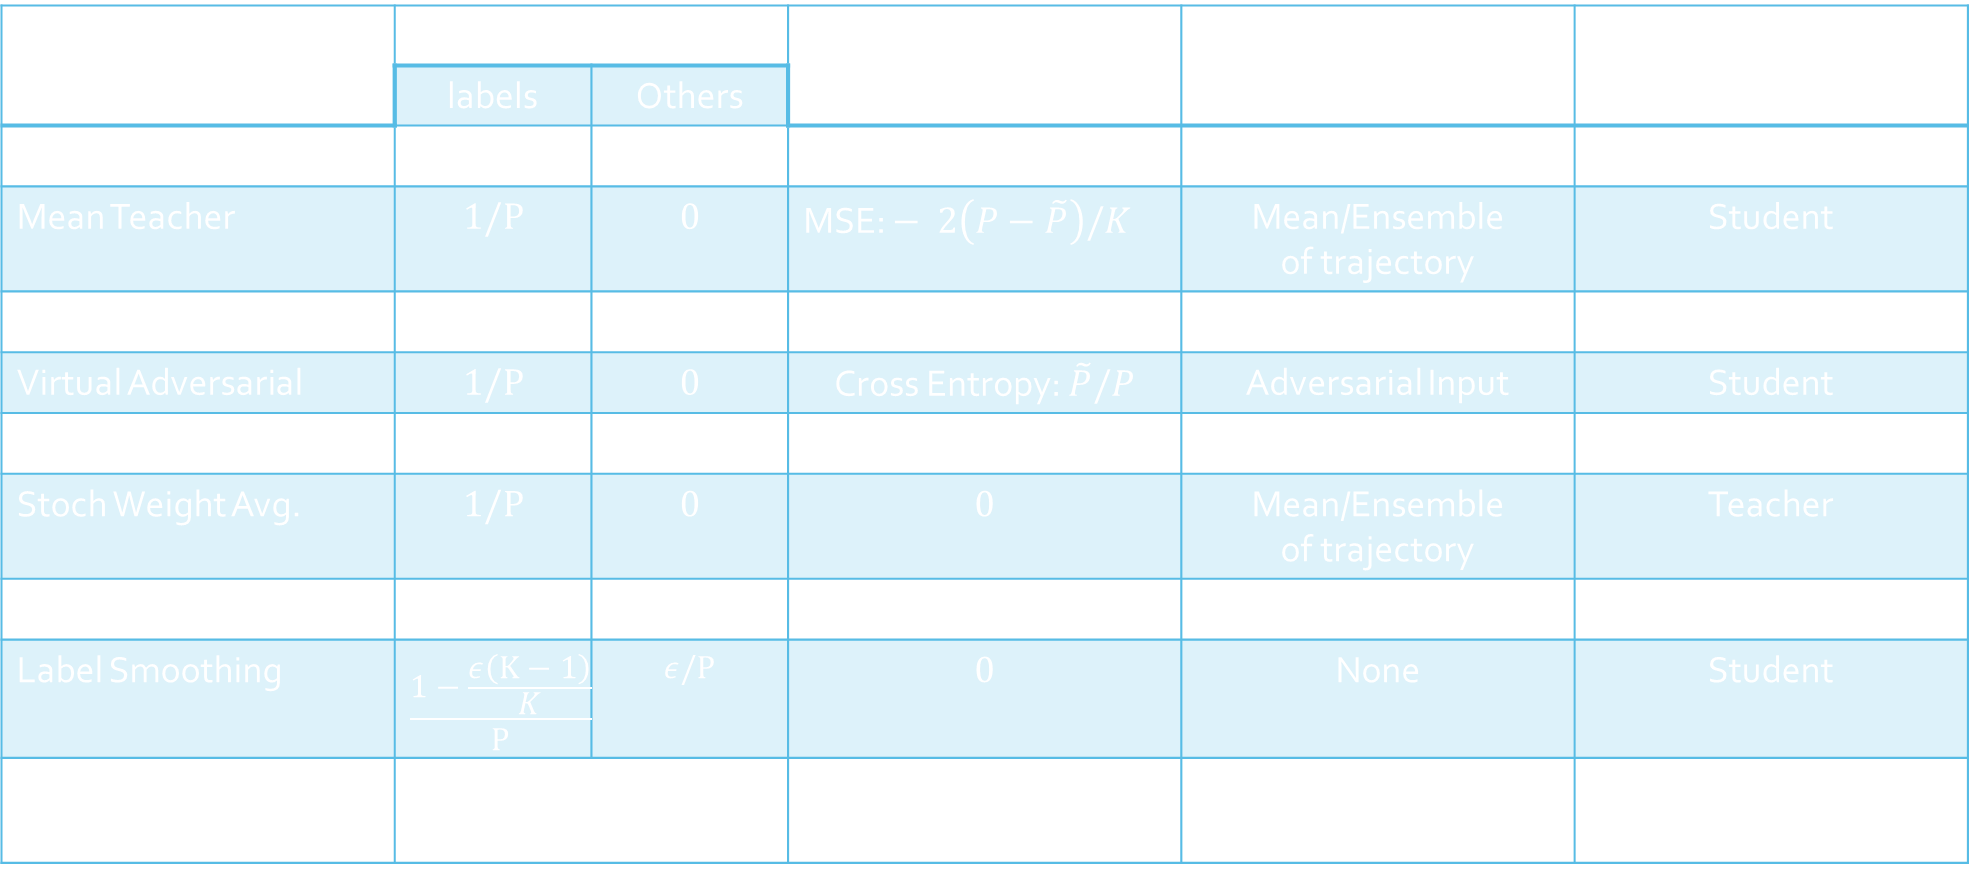 labels Others
Mean Teacher 1/P 0 MSE: − 2(P − P̃)/K Mean/Ensemble Student
of trajectory
Virtual Adversarial 1/P 0 Cross Entropy: P̃/P Adversarial Input Student
Stoch Weight Avg. 1/P 0 0 Mean/Ensemble Teacher
of trajectory
Label Smoothing (1 − ϵ(K − 1)/K)/P ϵ/P 0 None Student